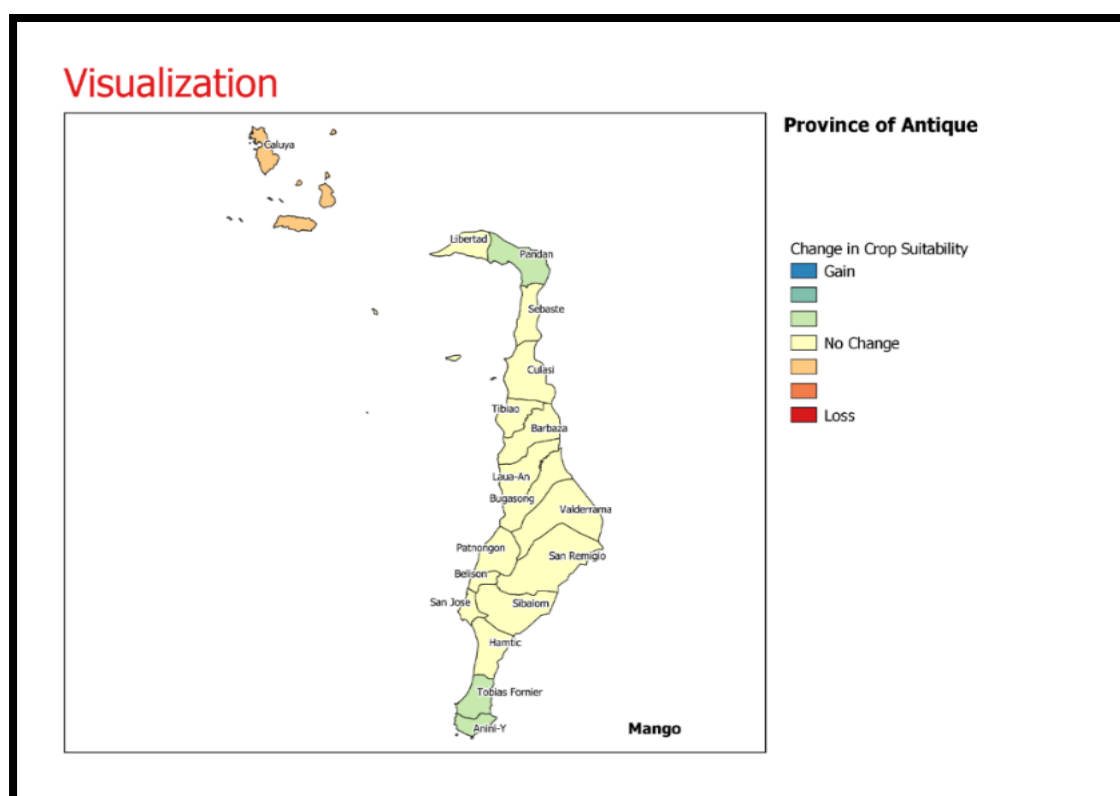 Visualization
Province of Antique
Caluya
Libertad
Pandan
Change in Crop Suitability
Gain
No Change
Loss
Sebaste
Culasi
Tibiao
Barbaza
Laua-An
Bugasong
Valderrama
Patnongon
San Remigio
Belison
San Jose
Sibalom
Hamtic
Tobias Fornier
Anini-Y
Mango